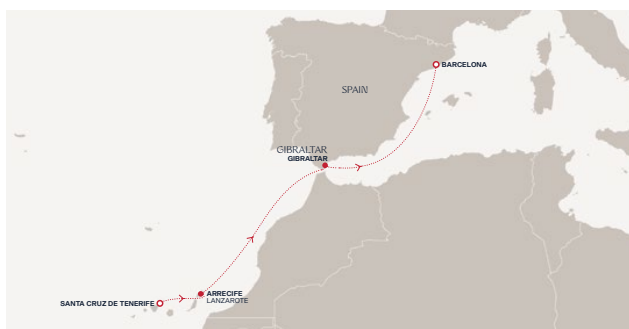 BARCELONA
SPAIN
GIBRALTAR
GIBRALTAR
ARRECIFE
LANZAROTE
SANTA CRUZ DE TENERIFE